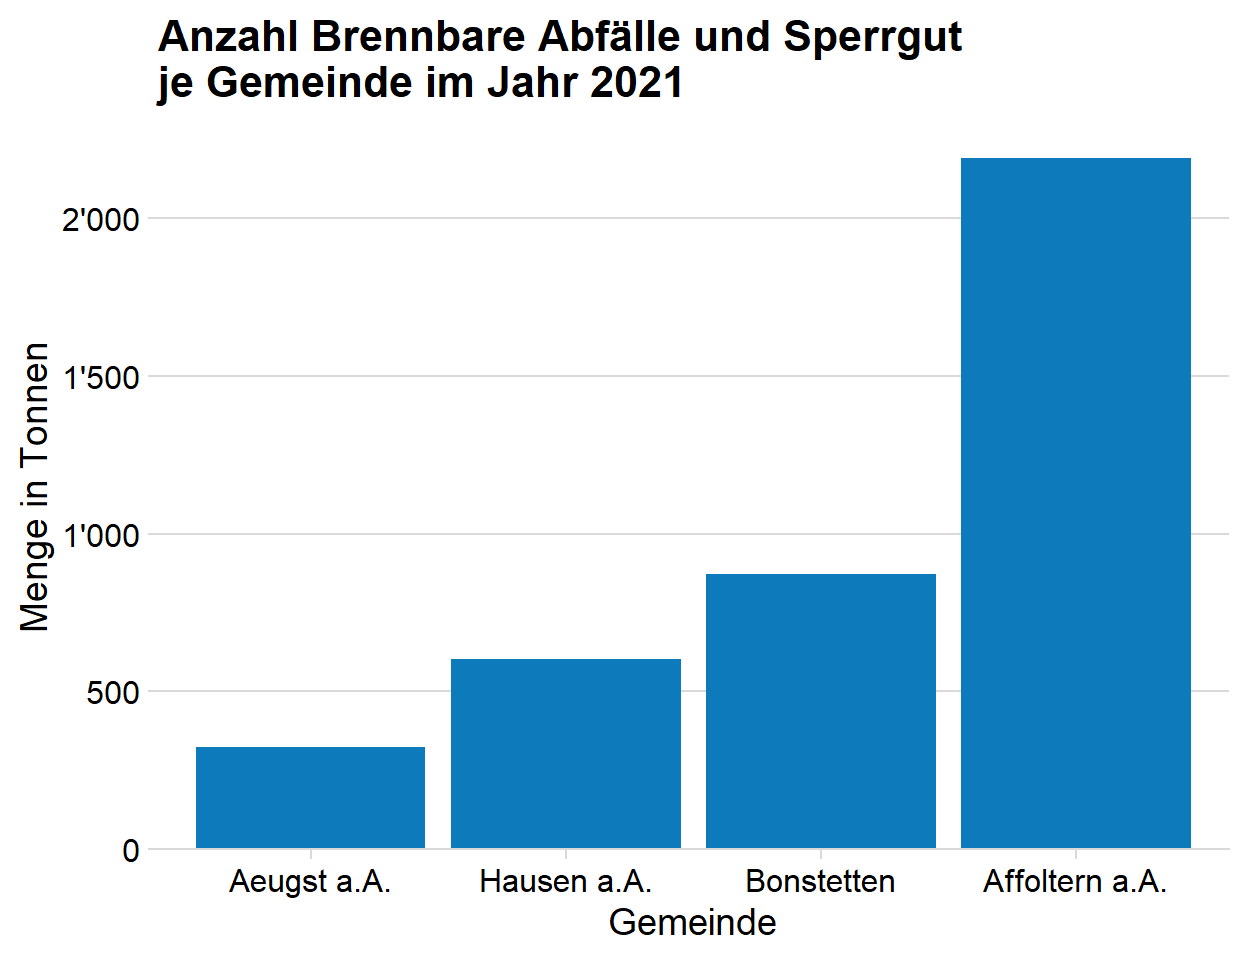 Anzahl Brennbare Abfälle und Sperrgut
je Gemeinde im Jahr 2021
Menge in Tonnen
2'000
1'500
1'000
500
0
Aeugst a.A.
Hausen a.A.
Bonstetten
Affoltern a.A.
Gemeinde